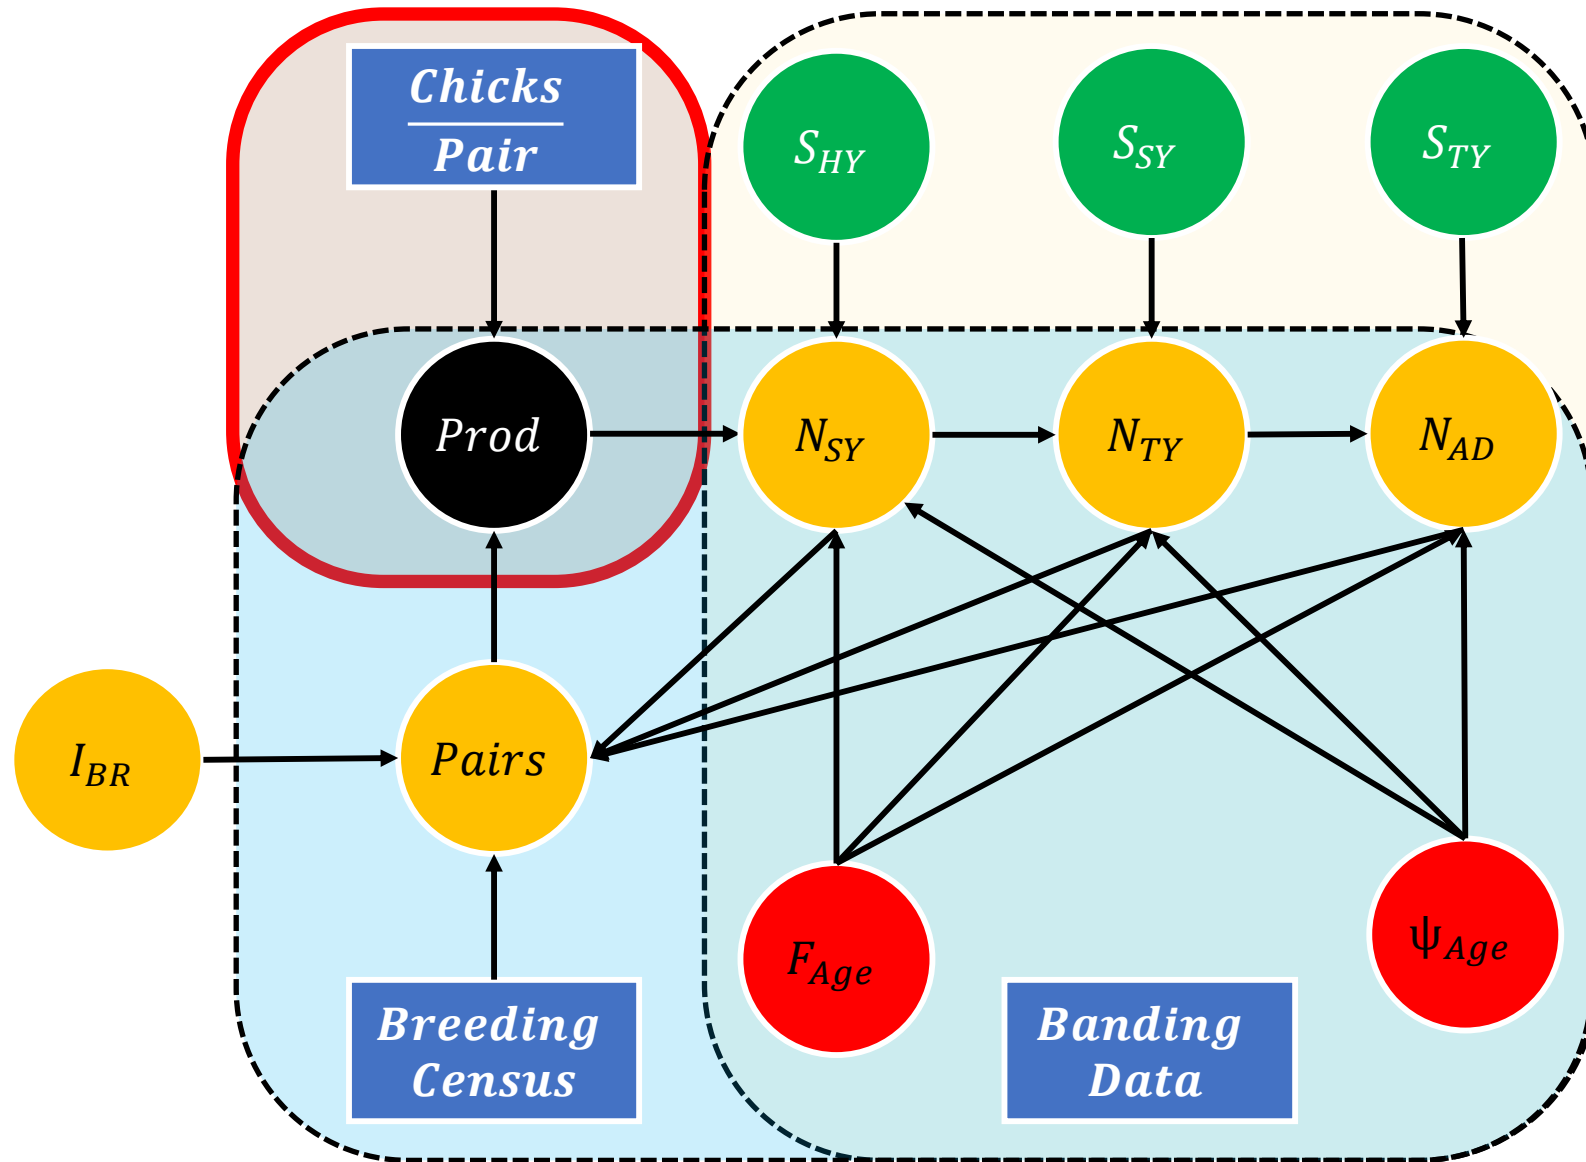 Chicks
Pair
S_HY
S_SY
S_TY
Prod
N_SY
N_TY
N_AD
I_BR
Pairs
F_Age
ψ_Age
Breeding
Census
Banding
Data